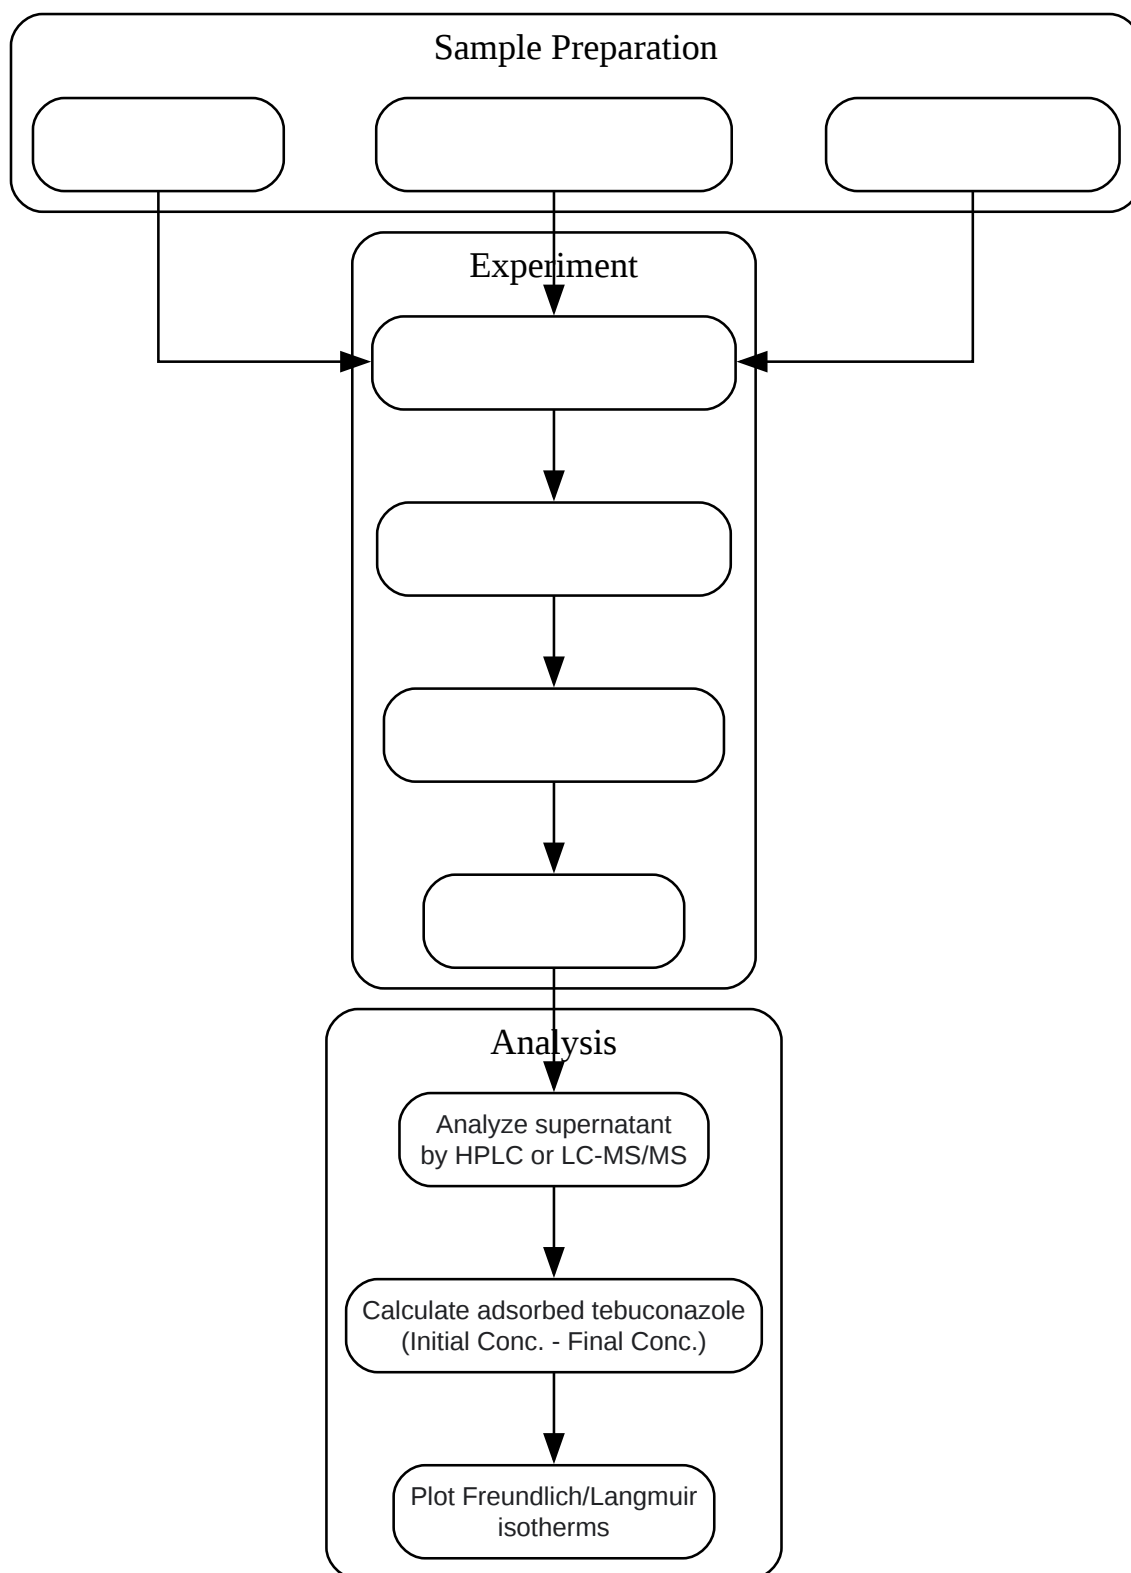 Sample Preparation
Experiment
Analysis
Analyze supernatant
by HPLC or LC-MS/MS
Calculate adsorbed tebuconazole
(Initial Conc. - Final Conc.)
Plot Freundlich/Langmuir
isotherms